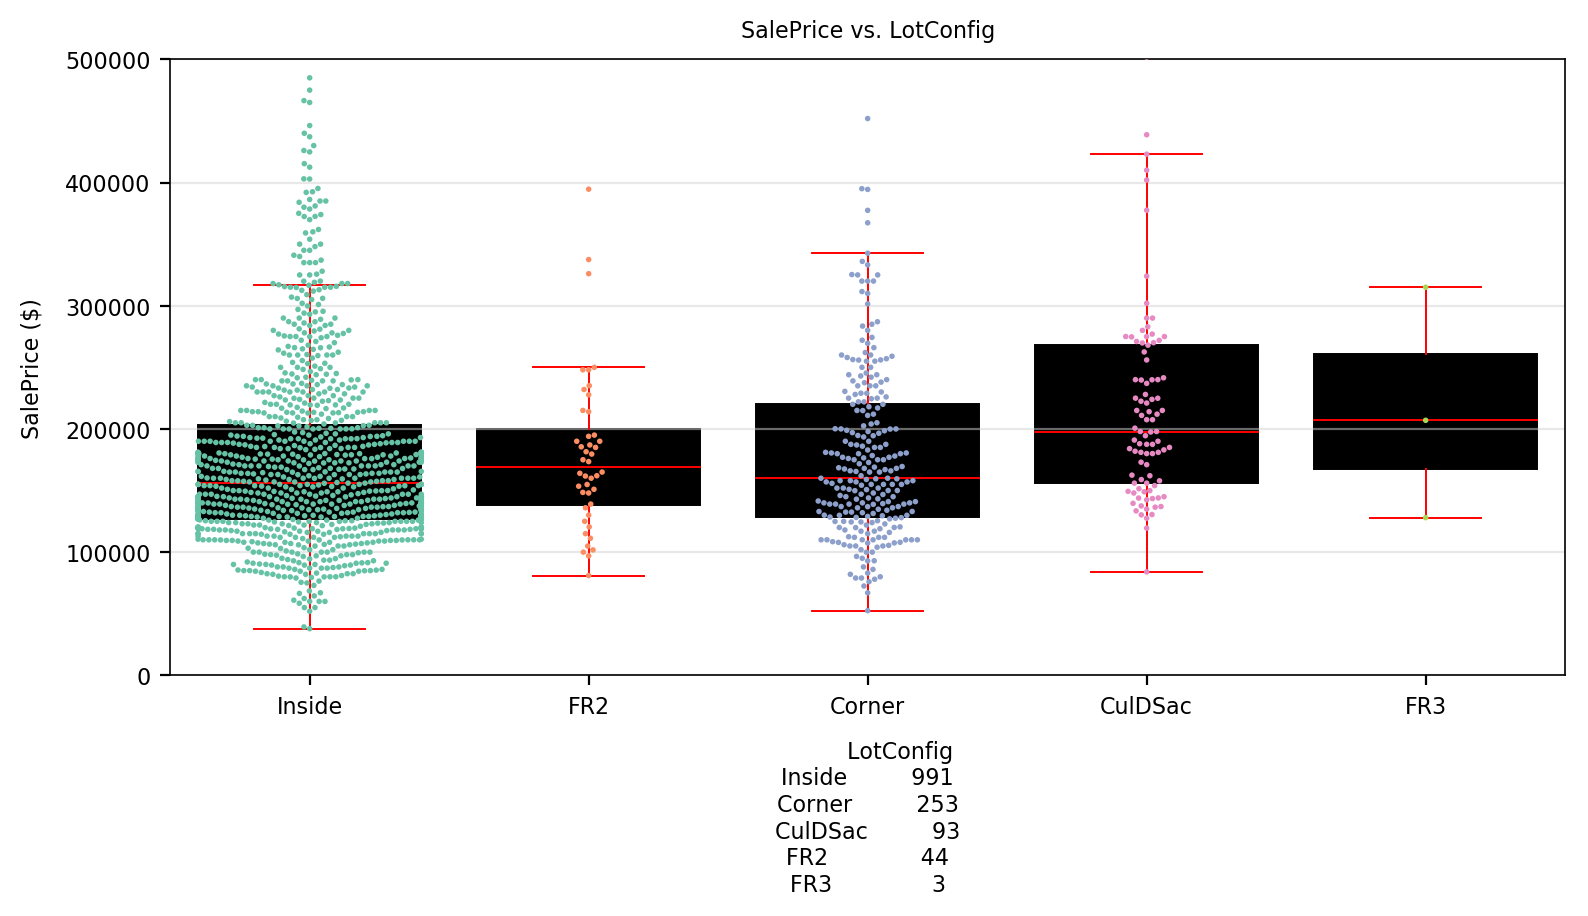 SalePrice vs. LotConfig
500000
400000
300000
200000
100000
0
SalePrice ($)
Inside FR2 Corner CulDSac FR3
LotConfig
Inside 991
Corner 253
CulDSac 93
FR2 44
FR3 3